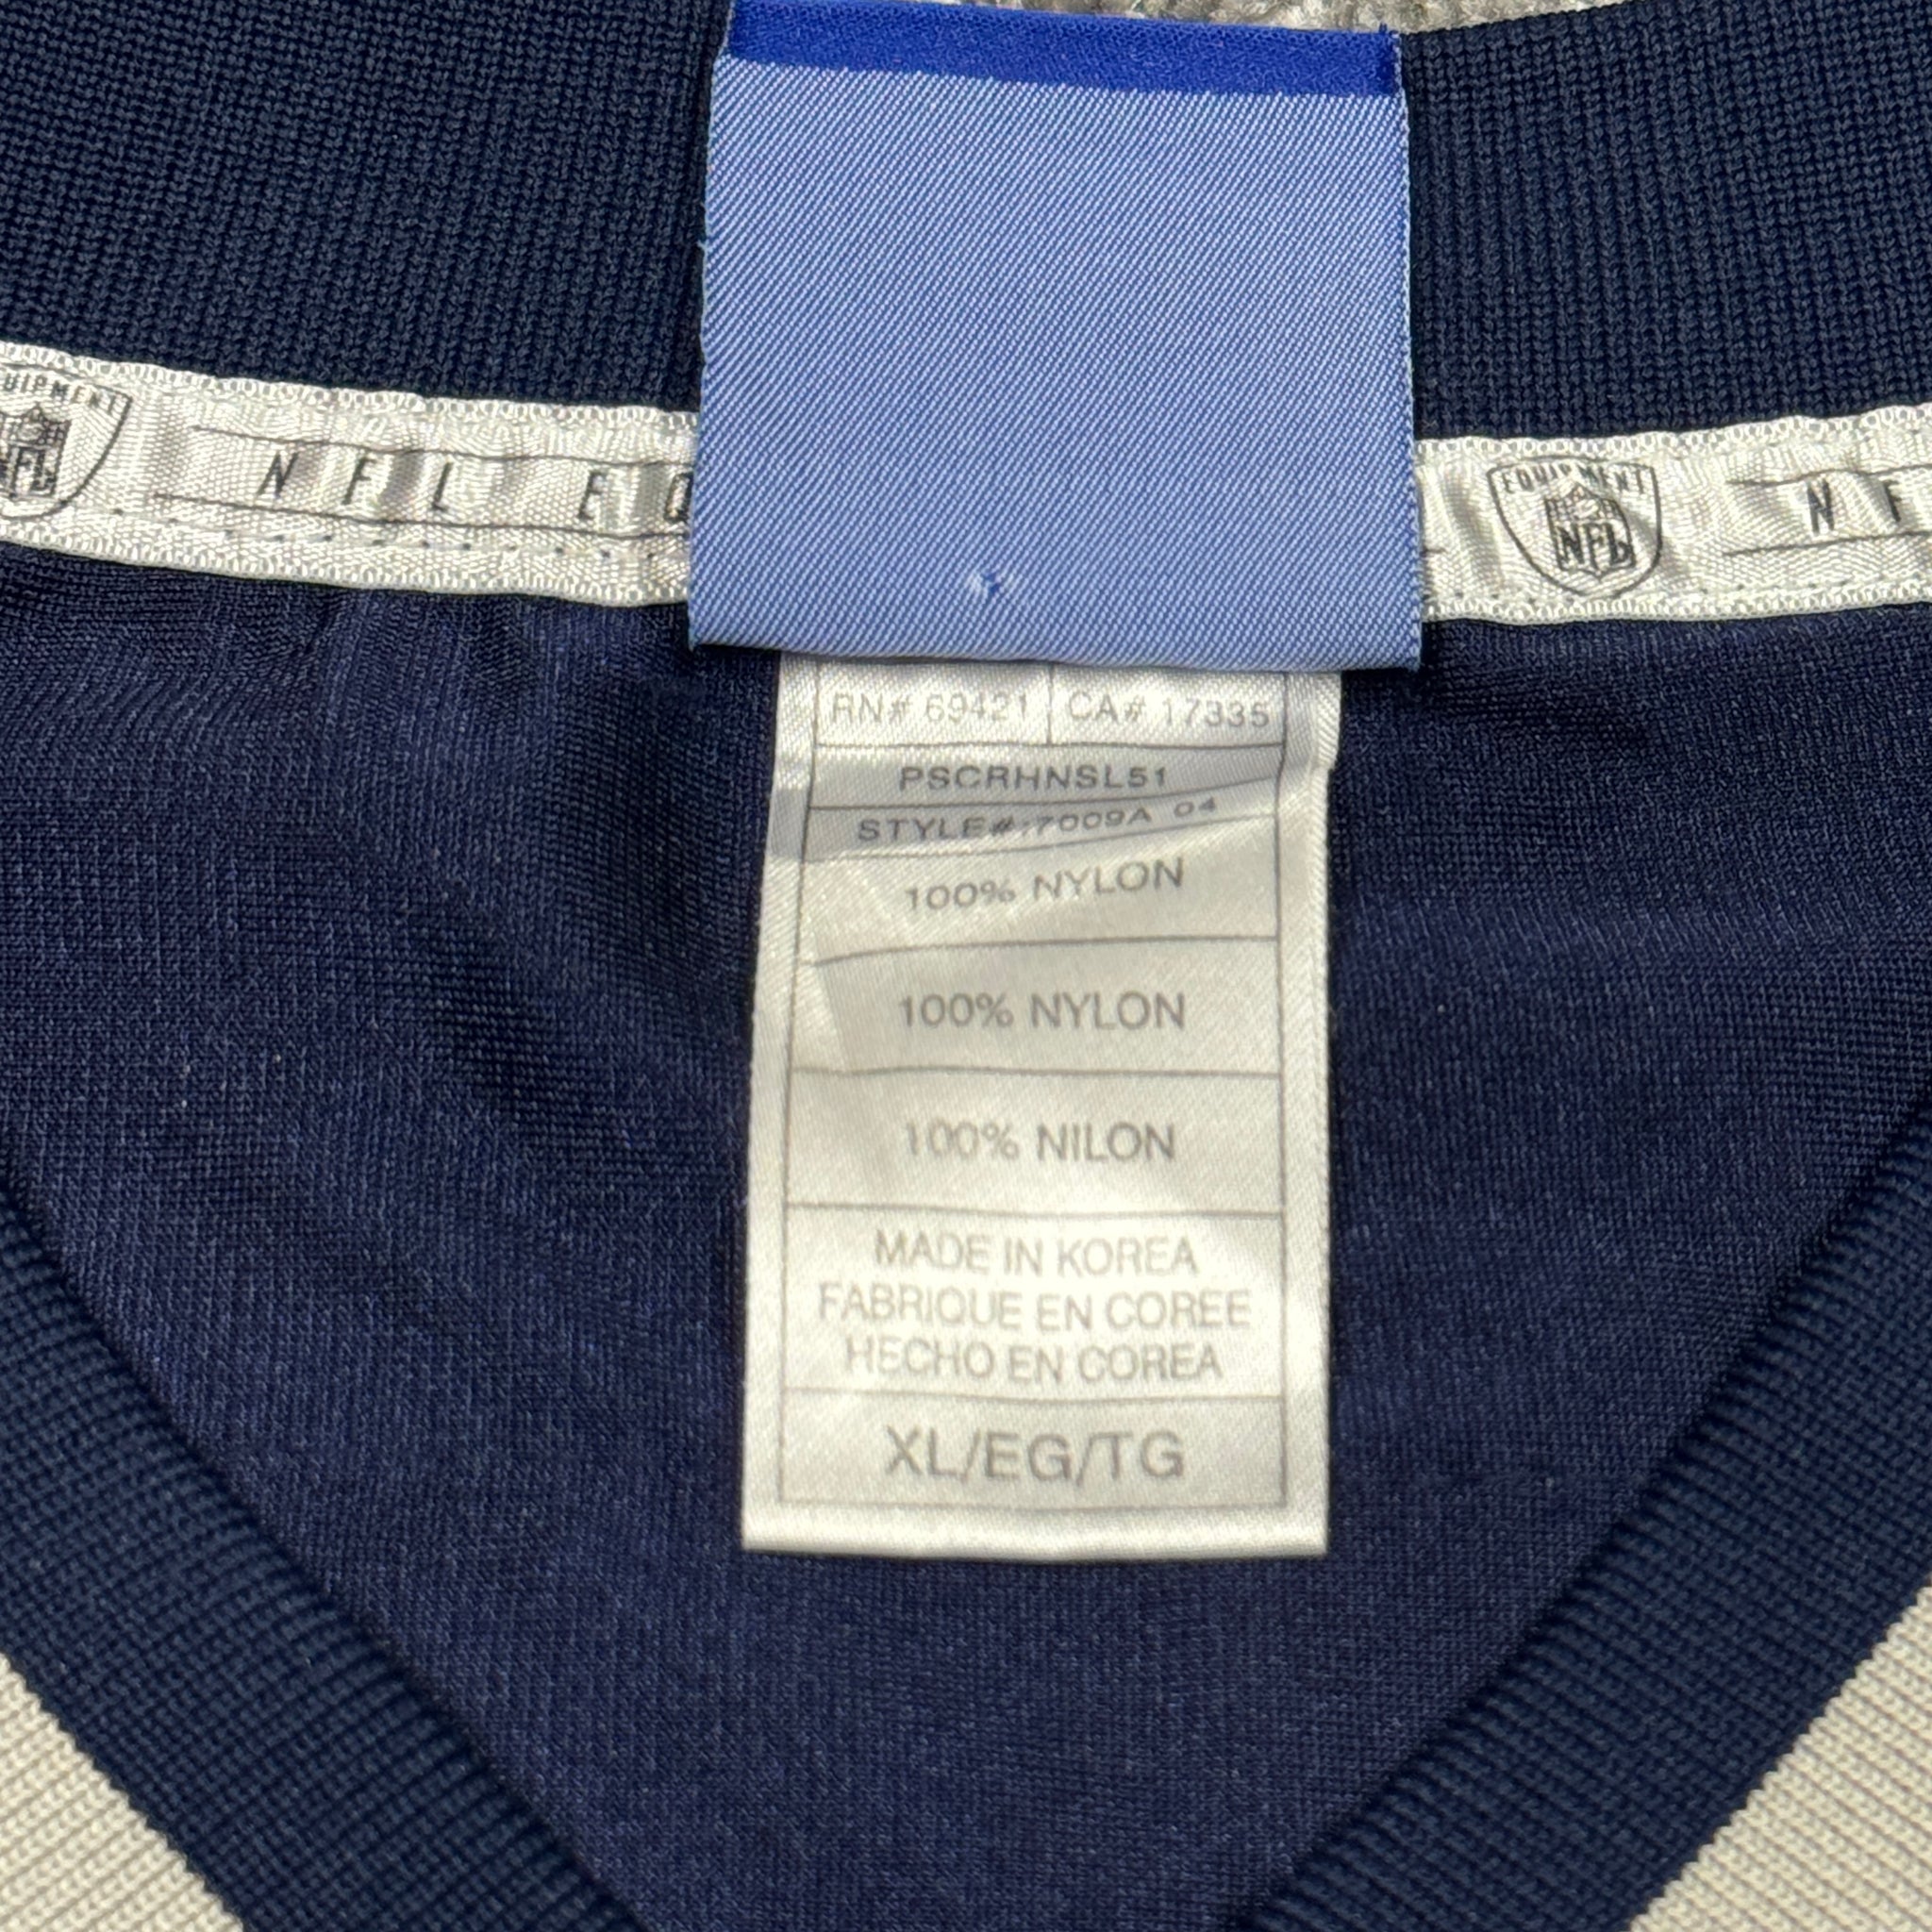 EQUIPMENT
NFL
NFL
EQUIPMENT
NFL
RN# 69421 CA# 17335
PSCRHNSL51
STYLE#:7009A 04
100% NYLON
100% NYLON
100% NILON
MADE IN KOREA
FABRIQUE EN COREE
HECHO EN COREA
XL/EG/TG